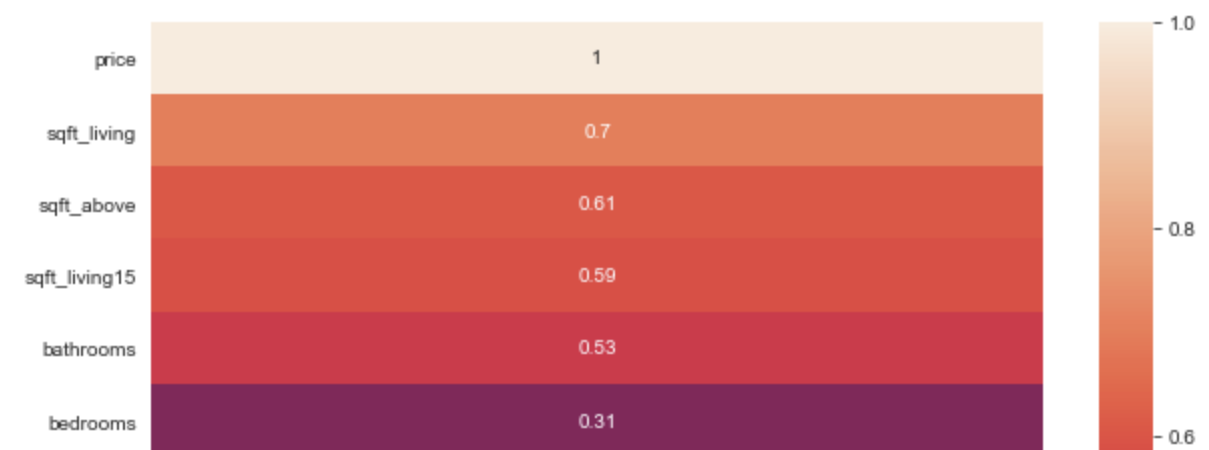 price 1
sqft_living 0.7
sqft_above 0.61
sqft_living15 0.59
bathrooms 0.53
bedrooms 0.31
1.0
0.8
0.6